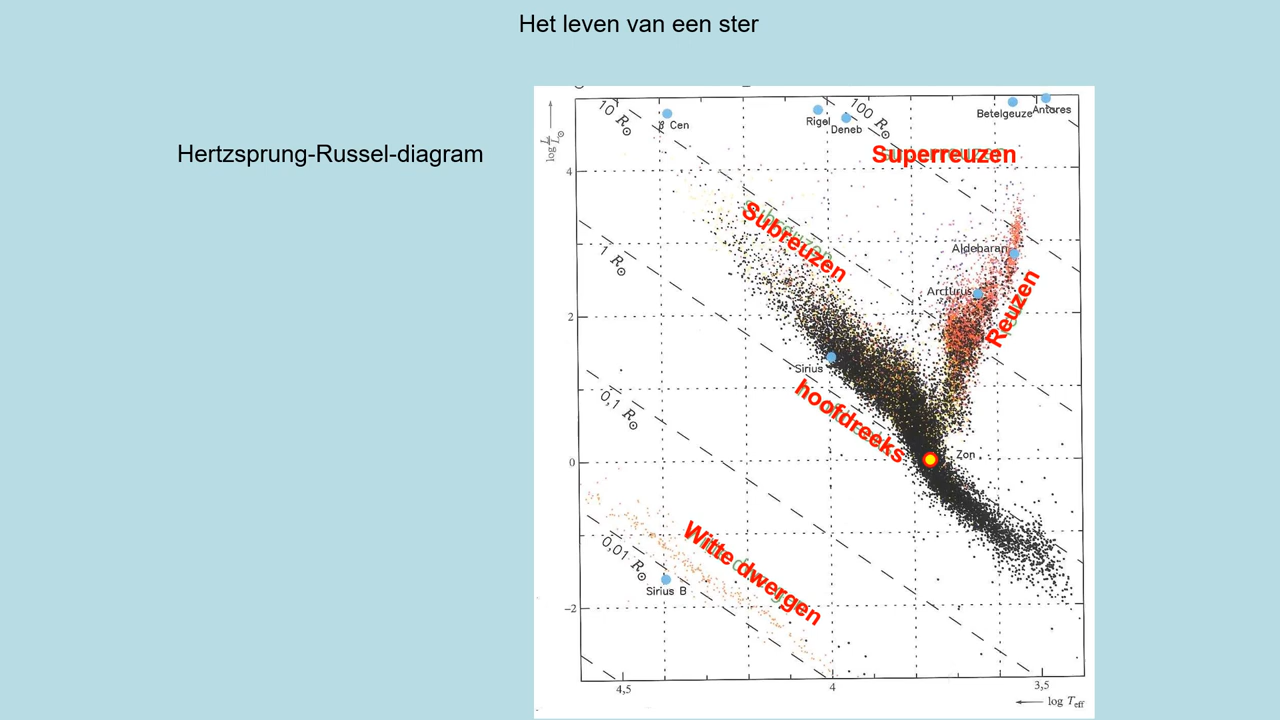 Het leven van een ster
Hertzsprung-Russel-diagram
10 R⊙
β Cen
Rigel
Deneb
100 R⊙
Betelgeuze
Antares
log L/L⊙
Superreuzen
4
Subreuzen
1 R⊙
Aldebaran
Arcturus
Reuzen
2
Sirius
hoofdreeks
0,1 R⊙
Zon
0
Witte dwergen
0,01 R⊙
Sirius B
−2
4,5
4
3,5
log Teff